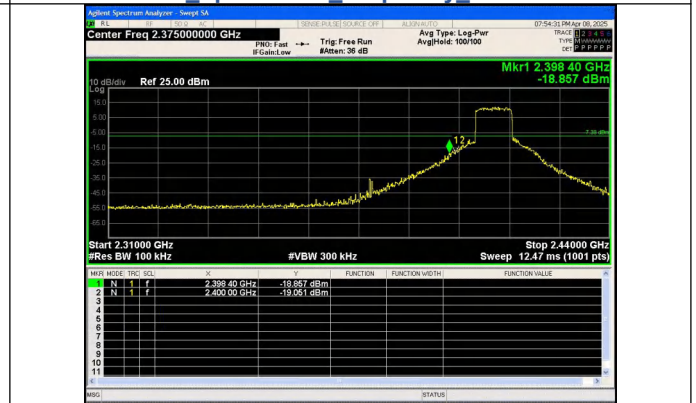 Agilent Spectrum Analyzer - Swept SA
RL RF 50 Ω AC SENSE:PULSE SOURCE OFF ALIGN AUTO 07:54:31 PM Apr 08, 2025
Center Freq 2.375000000 GHz
PNO: Fast
IFGain:Low
Trig: Free Run
#Atten: 36 dB
Avg Type: Log-Pwr
Avg|Hold: 100/100
TRACE 1 2 3 4 5 6
TYPE M
DET P P P P P P
Mkr1 2.398 40 GHz
-18.857 dBm
10 dB/div
Log
Ref 25.00 dBm
15.0
5.00
-5.00
-7.38 dBm
-15.0
-25.0
-35.0
-45.0
-55.0
-65.0
1 2
Start 2.31000 GHz
Stop 2.44000 GHz
#Res BW 100 kHz
#VBW 300 kHz
Sweep 12.47 ms (1001 pts)
MKR MODE TRC SCL X Y FUNCTION FUNCTION WIDTH FUNCTION VALUE
1 N 1 f 2.398 40 GHz -18.857 dBm
2 N 1 f 2.400 00 GHz -19.051 dBm
3
4
5
6
7
8
9
10
11
MSG STATUS